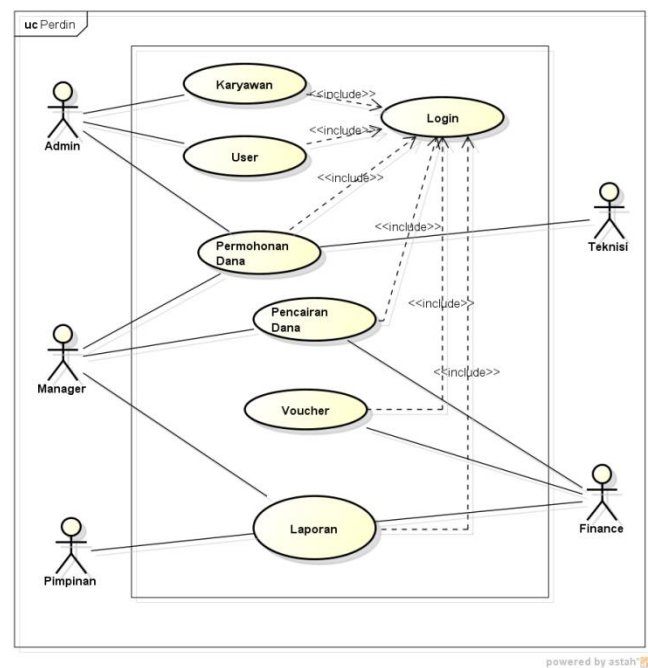 uc Perdin
Karyawan
<<include>>
Login
Admin
<<include>>
User
<<include>>
Teknisi
Permohonan
Dana
<<include>>
Pencairan
Dana
<<include>>
Manager
<<include>>
Voucher
Finance
Laporan
Pimpinan
powered by astah*